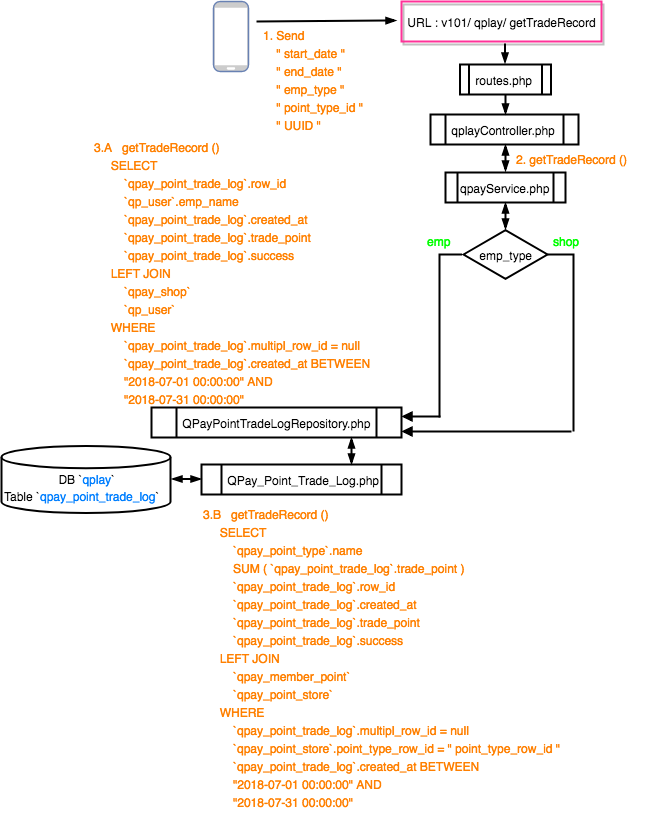 URL : v101/ qplay/ getTradeRecord
1. Send
" start_date "
" end_date "
" emp_type "
" point_type_id "
" UUID "
routes.php
qplayController.php
2. getTradeRecord ()
qpayService.php
emp
shop
emp_type
3.A getTradeRecord ()
SELECT
`qpay_point_trade_log`.row_id
`qp_user`.emp_name
`qpay_point_trade_log`.created_at
`qpay_point_trade_log`.trade_point
`qpay_point_trade_log`.success
LEFT JOIN
`qpay_shop`
`qp_user`
WHERE
`qpay_point_trade_log`.multipl_row_id = null
`qpay_point_trade_log`.created_at BETWEEN
"2018-07-01 00:00:00" AND
"2018-07-31 00:00:00"
QPayPointTradeLogRepository.php
DB `qplay`
Table `qpay_point_trade_log`
QPay_Point_Trade_Log.php
3.B getTradeRecord ()
SELECT
`qpay_point_type`.name
SUM ( `qpay_point_trade_log`.trade_point )
`qpay_point_trade_log`.row_id
`qpay_point_trade_log`.created_at
`qpay_point_trade_log`.trade_point
`qpay_point_trade_log`.success
LEFT JOIN
`qpay_member_point`
`qpay_point_store`
WHERE
`qpay_point_trade_log`.multipl_row_id = null
`qpay_point_store`.point_type_row_id = " point_type_row_id "
`qpay_point_trade_log`.created_at BETWEEN
"2018-07-01 00:00:00" AND
"2018-07-31 00:00:00"